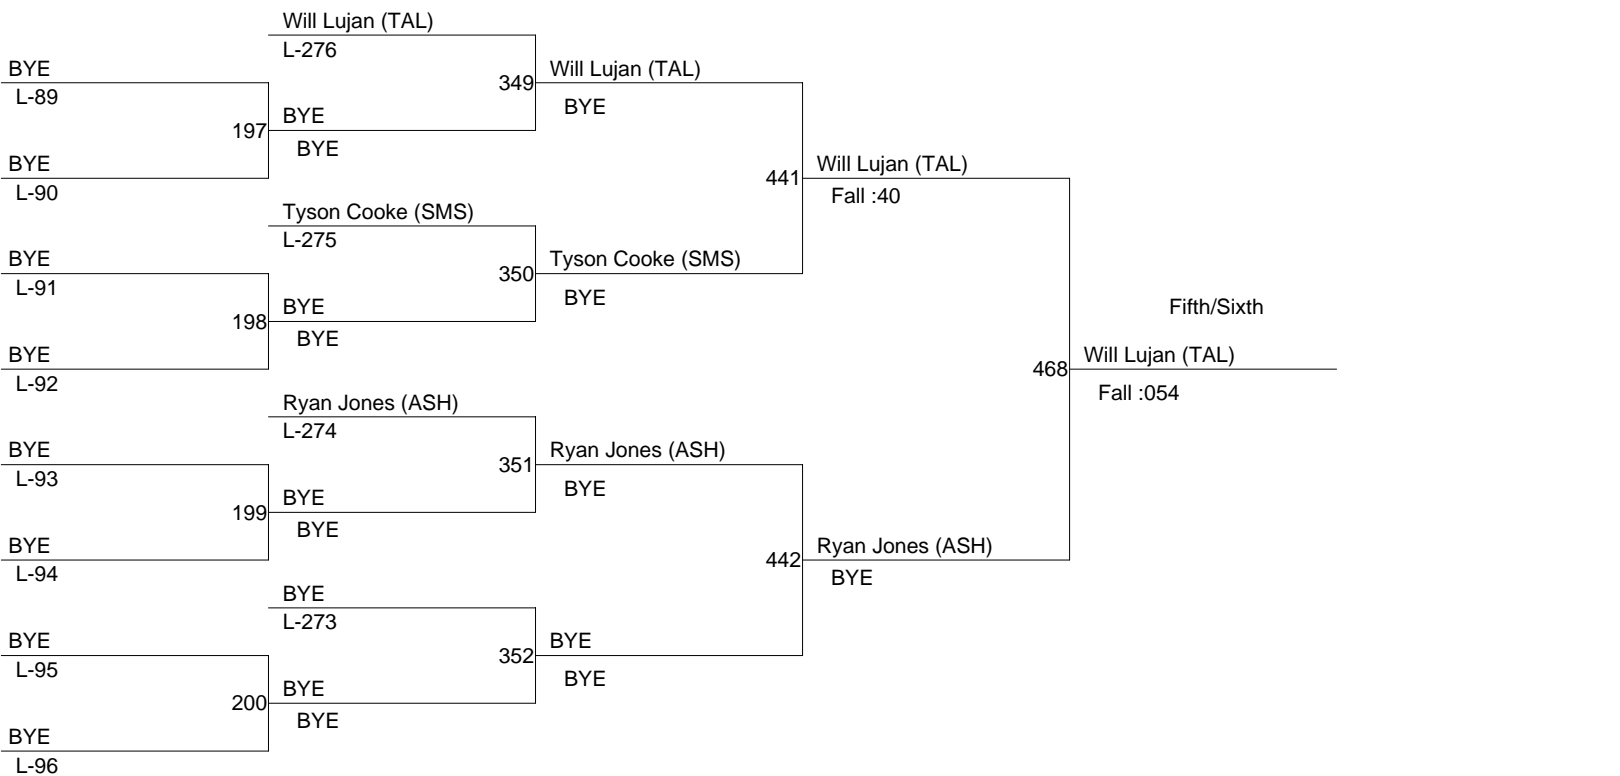 Will Lujan (TAL)
L-276
BYE
L-89
349
Will Lujan (TAL)
BYE
197
BYE
BYE
BYE
L-90
441
Will Lujan (TAL)
Fall :40
Tyson Cooke (SMS)
L-275
BYE
L-91
350
Tyson Cooke (SMS)
BYE
198
BYE
BYE
Fifth/Sixth
BYE
L-92
468
Will Lujan (TAL)
Fall :054
Ryan Jones (ASH)
L-274
BYE
L-93
351
Ryan Jones (ASH)
BYE
199
BYE
BYE
BYE
L-94
442
Ryan Jones (ASH)
BYE
BYE
L-273
BYE
L-95
352
BYE
BYE
200
BYE
BYE
BYE
L-96